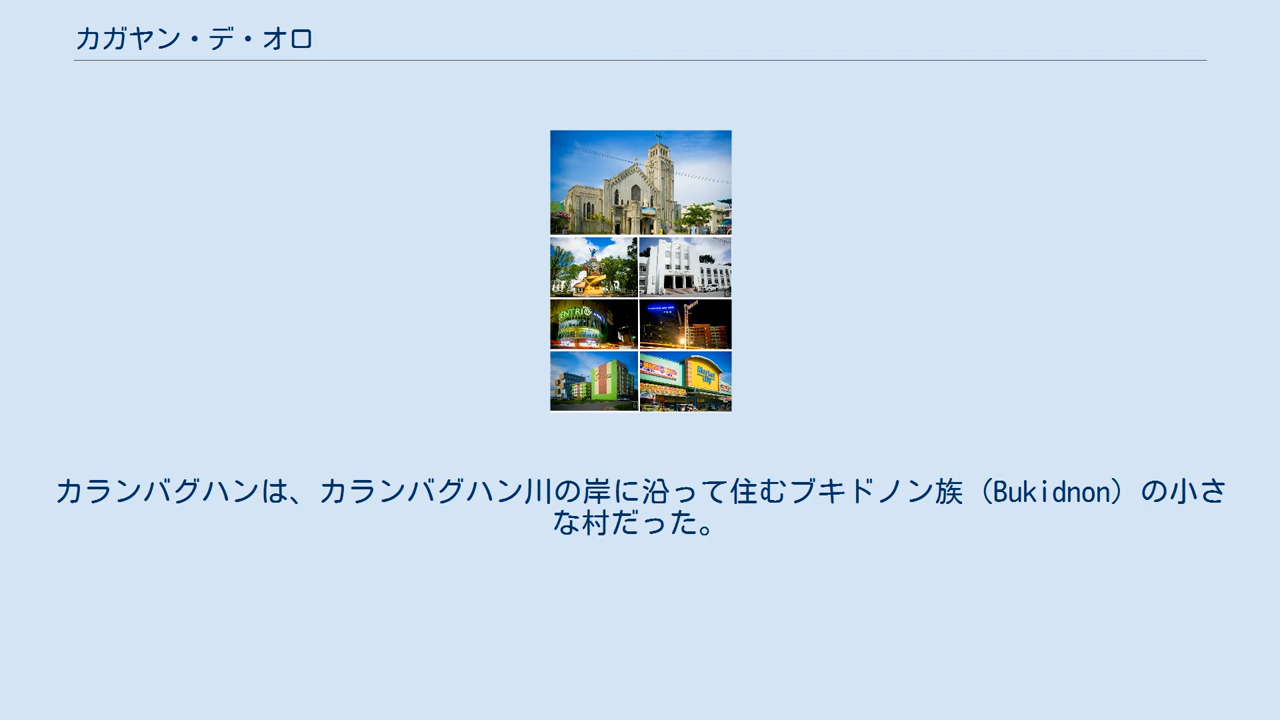 カガヤン・デ・オロ
カランバグハンは、カランバグハン川の岸に沿って住むブキドノン族（Bukidnon）の小さ
な村だった。